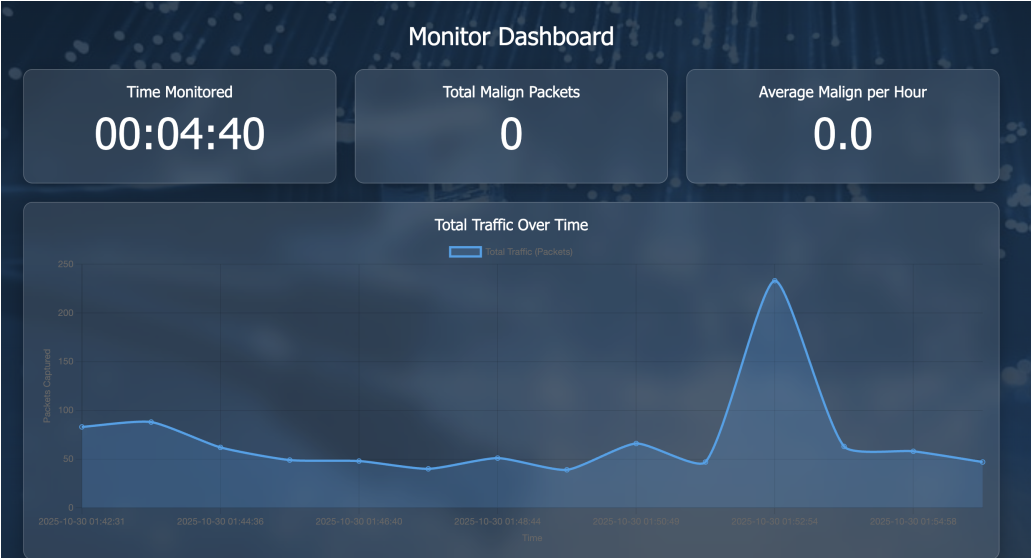 Monitor Dashboard
Time Monitored
00:04:40
Total Malign Packets
0
Average Malign per Hour
0.0
Total Traffic Over Time
Total Traffic (Packets)
250
200
150
100
50
0
Packets Captured
2025-10-30 01:42:31
2025-10-30 01:44:36
2025-10-30 01:46:40
2025-10-30 01:48:44
2025-10-30 01:50:49
2025-10-30 01:52:54
2025-10-30 01:54:58
Time